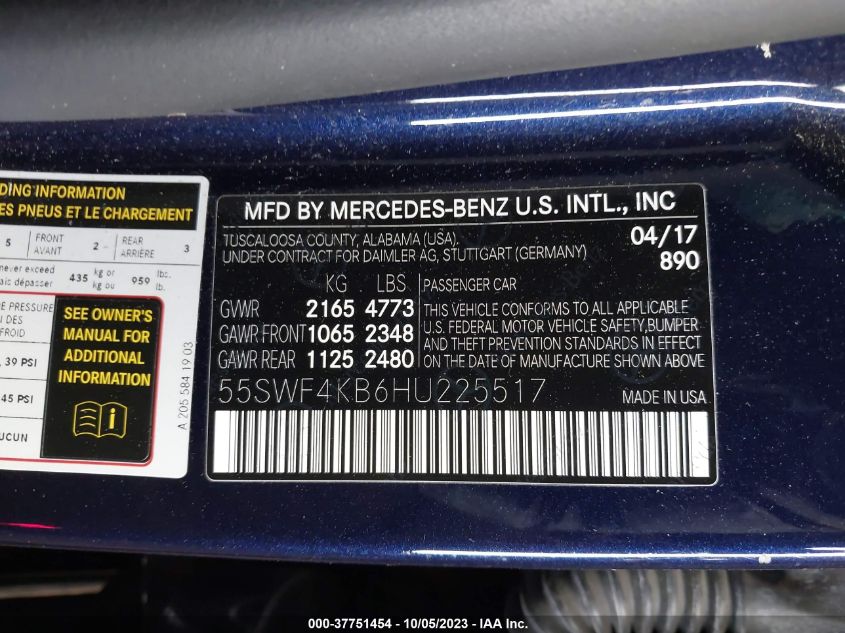 DING INFORMATION
ES PNEUS ET LE CHARGEMENT
5 FRONT AVANT 2 REAR ARRIÈRE 3
never exceed
ais dépasser 435 kg or kg ou 959 lbs. lb.
DE PRESSURE
DES
FROID
39 PSI
45 PSI
UCUN
SEE OWNER'S
MANUAL FOR
ADDITIONAL
INFORMATION
A 205 584 19 03
MFD BY MERCEDES-BENZ U.S. INTL., INC
TUSCALOOSA COUNTY, ALABAMA (USA).
UNDER CONTRACT FOR DAIMLER AG, STUTTGART (GERMANY)
04/17
890
KG LBS
GVWR 2165 4773
GAWR FRONT 1065 2348
GAWR REAR 1125 2480
PASSENGER CAR
THIS VEHICLE CONFORMS TO ALL APPLICABLE
U.S. FEDERAL MOTOR VEHICLE SAFETY,BUMPER
AND THEFT PREVENTION STANDARDS IN EFFECT
ON THE DATE OF MANUFACTURE SHOWN ABOVE
55SWF4KB6HU225517
MADE IN USA
000-37751454 - 10/05/2023 - IAA Inc.